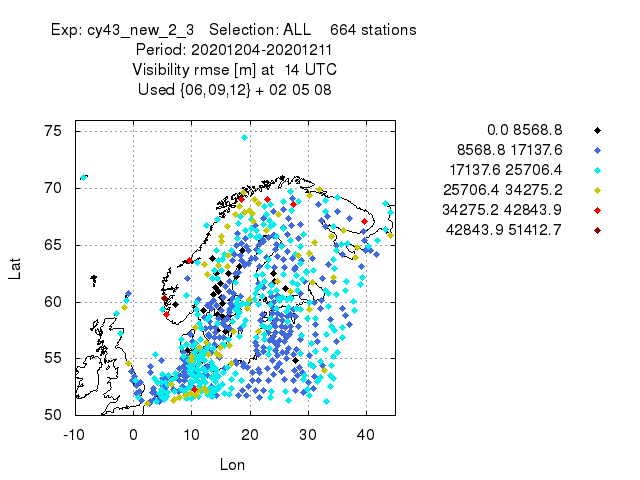 Exp: cy43_new_2_3   Selection: ALL    664 stations
Period: 20201204-20201211
Visibility rmse [m] at  14 UTC
Used {06,09,12} + 02 05 08
0.0 8568.8
8568.8 17137.6
17137.6 25706.4
25706.4 34275.2
34275.2 42843.9
42843.9 51412.7
75
70
65
60
55
50
Lat
-10 0 10 20 30 40
Lon